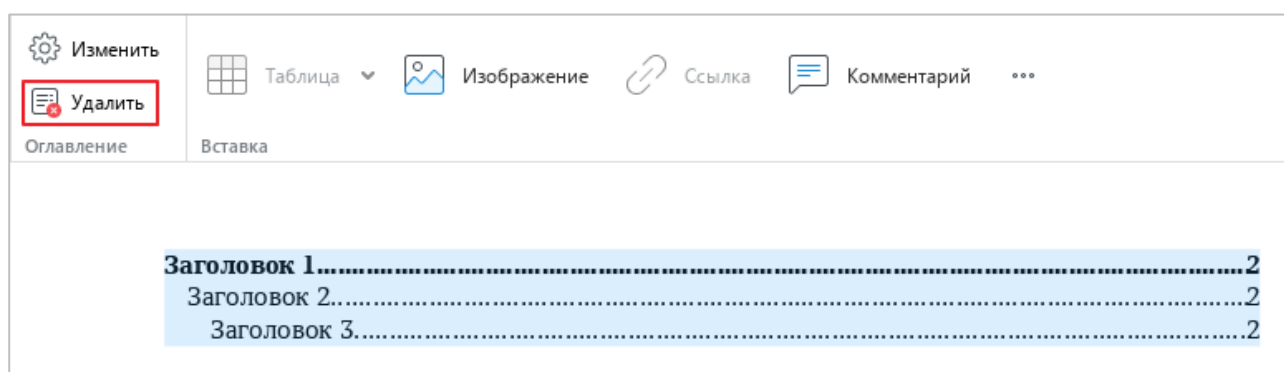 Изменить
Удалить
Оглавление
Таблица
Изображение
Ссылка
Комментарий
Вставка
Заголовок 1........................................................................................................2
Заголовок 2........................................................................................................2
Заголовок 3........................................................................................................2